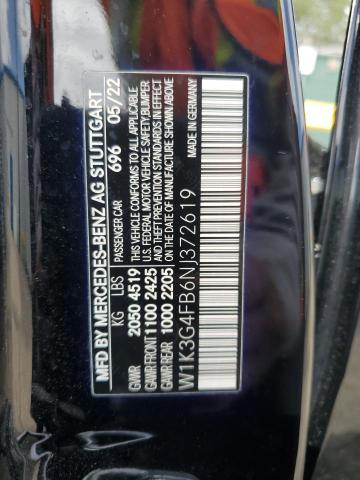 MFD BY MERCEDES-BENZ AG STUTTGART
PASSENGER CAR 696 05/22
KG LBS
GVWR 2050 4519
GAWR FRONT 1100 2425
GAWR REAR 1000 2205
THIS VEHICLE CONFORMS TO ALL APPLICABLE
U.S. FEDERAL MOTOR VEHICLE SAFETY, BUMPER
AND THEFT PREVENTION STANDARDS IN EFFECT
ON THE DATE OF MANUFACTURE SHOWN ABOVE
MADE IN GERMANY
W1K3G4FB6NJ372619